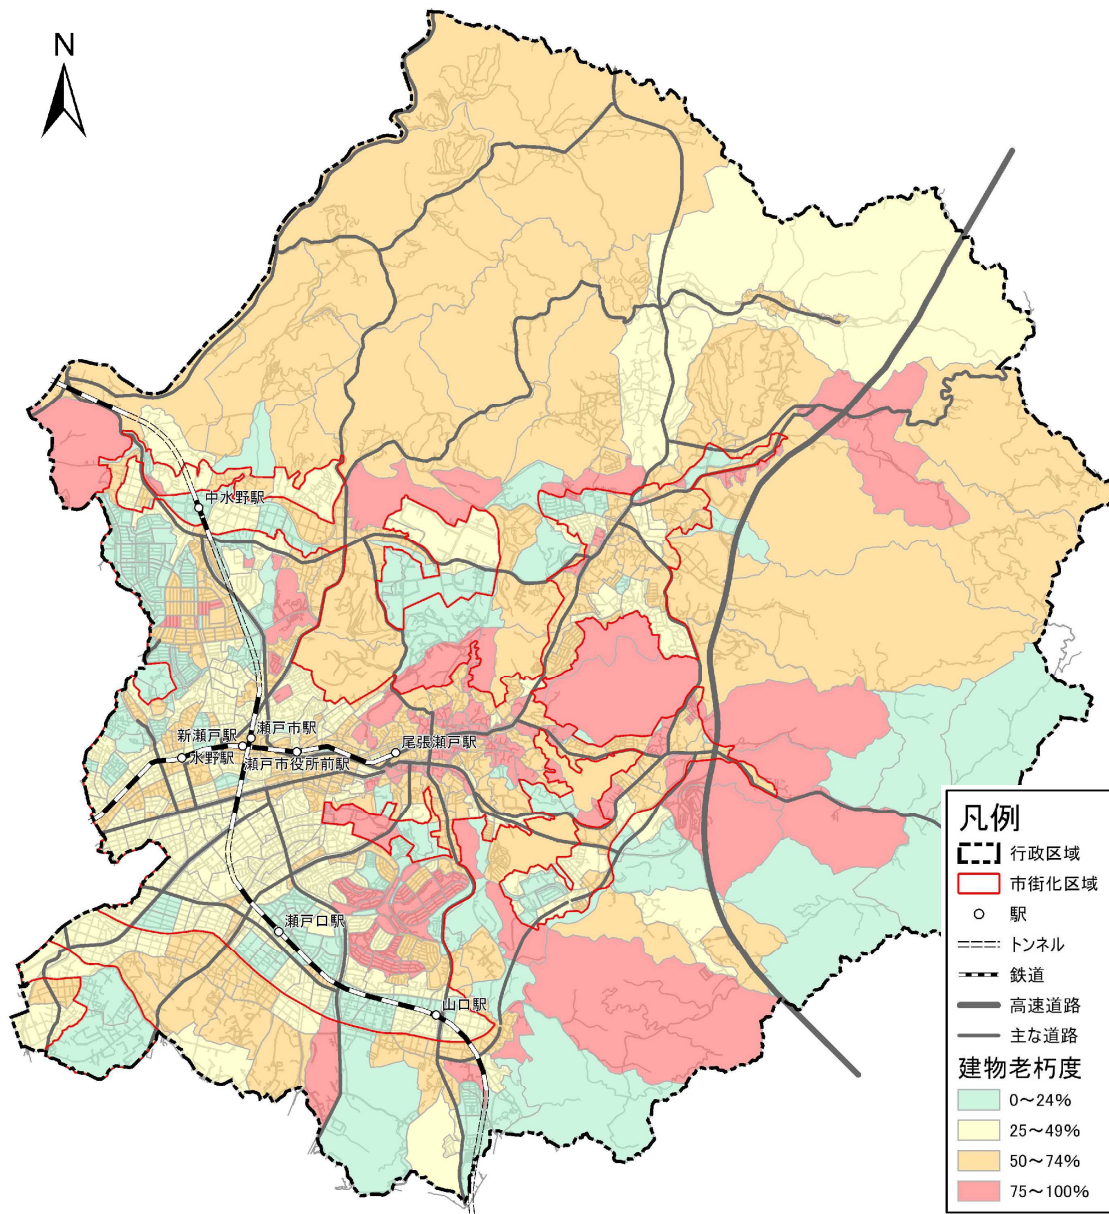 N
中水野駅
瀬戸市駅
新瀬戸駅
水野駅
瀬戸市役所前駅
尾張瀬戸駅
瀬戸口駅
山口駅
凡例
行政区域
市街化区域
駅
トンネル
鉄道
高速道路
主な道路
建物老朽度
0～24%
25～49%
50～74%
75～100%